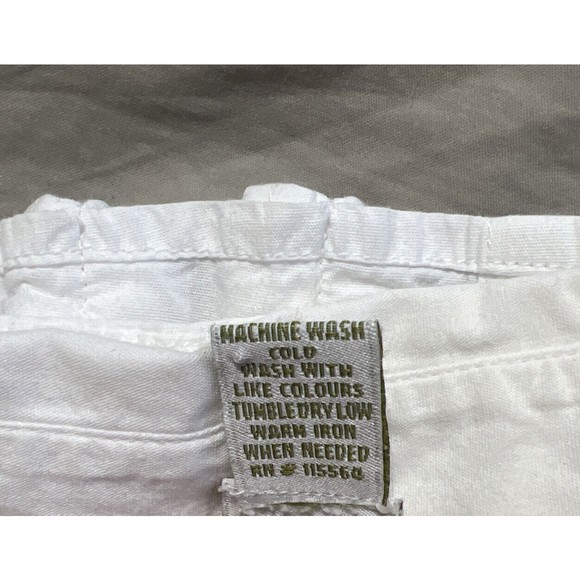 MACHINE WASH
COLD
WASH WITH
LIKE COLOURS
TUMBLE DRY LOW
WARM IRON
WHEN NEEDED
RN # 115564